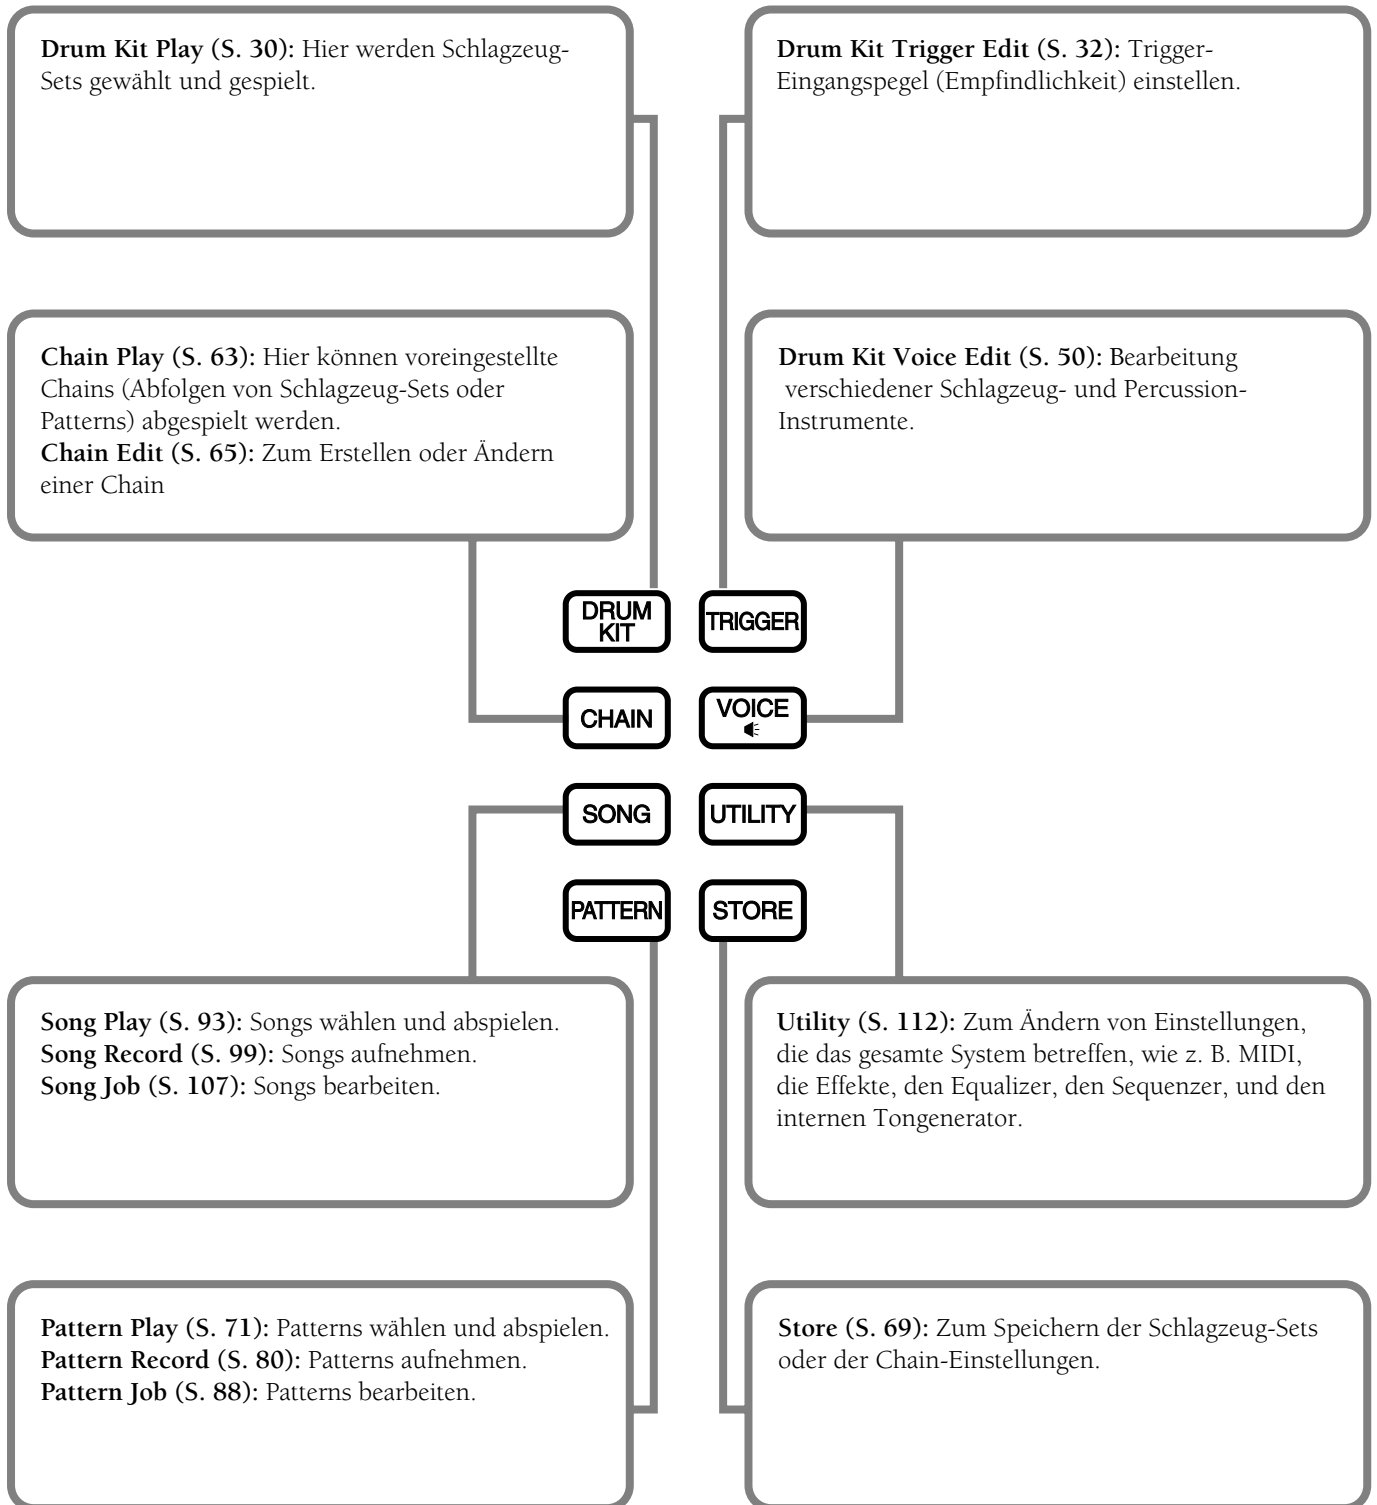 Drum Kit Play (S. 30): Hier werden Schlagzeug-
Sets gewählt und gespielt.
Drum Kit Trigger Edit (S. 32): Trigger-
Eingangspegel (Empfindlichkeit) einstellen.
Chain Play (S. 63): Hier können voreingestellte
Chains (Abfolgen von Schlagzeug-Sets oder
Patterns) abgespielt werden.
Chain Edit (S. 65): Zum Erstellen oder Ändern
einer Chain
Drum Kit Voice Edit (S. 50): Bearbeitung
verschiedener Schlagzeug- und Percussion-
Instrumente.
DRUM
KIT
TRIGGER
CHAIN
VOICE
SONG
UTILITY
PATTERN
STORE
Song Play (S. 93): Songs wählen und abspielen.
Song Record (S. 99): Songs aufnehmen.
Song Job (S. 107): Songs bearbeiten.
Utility (S. 112): Zum Ändern von Einstellungen,
die das gesamte System betreffen, wie z. B. MIDI,
die Effekte, den Equalizer, den Sequenzer, und den
internen Tongenerator.
Pattern Play (S. 71): Patterns wählen und abspielen.
Pattern Record (S. 80): Patterns aufnehmen.
Pattern Job (S. 88): Patterns bearbeiten.
Store (S. 69): Zum Speichern der Schlagzeug-Sets
oder der Chain-Einstellungen.